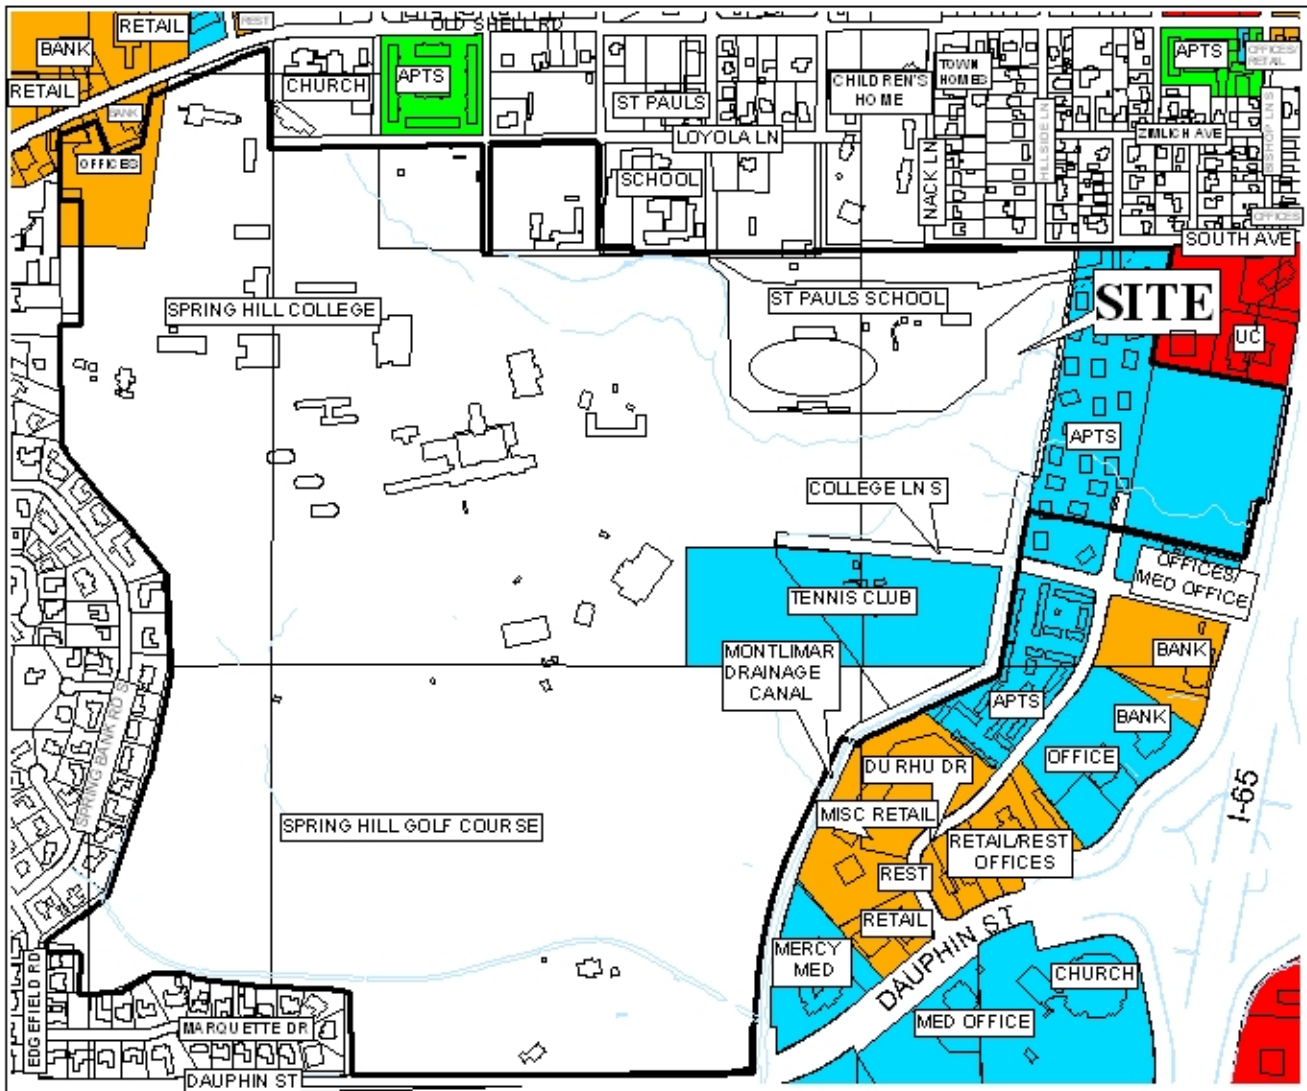 RETAIL
REST
OLD SHELL RD
BANK
RETAIL
BANK
OFFICES
CHURCH
APTS
ST PAULS
LOYOLA LN
SCHOOL
CHILDREN'S
HOME
TOWN
HOMES
NACK LN
HILLSIDE LN
APTS
OFFICES/
RETAIL
ZIMLICH AVE
BISHOP LN S
OFFICES
SOUTH AVE
SPRING HILL COLLEGE
ST PAULS SCHOOL
SITE
UC
APTS
COLLEGE LN S
TENNIS CLUB
OFFICES/
MED OFFICE
MONTLIMAR
DRAINAGE
CANAL
BANK
BANK
APTS
OFFICE
DU RHU DR
SPRING BANK RD S
SPRING HILL GOLF COURSE
MISC RETAIL
RETAIL/REST
OFFICES
I-65
REST
RETAIL
DAUPHIN ST
MERCY
MED
CHURCH
MED OFFICE
EDGEFIELD RD
MARQUETTE DR
DAUPHIN ST